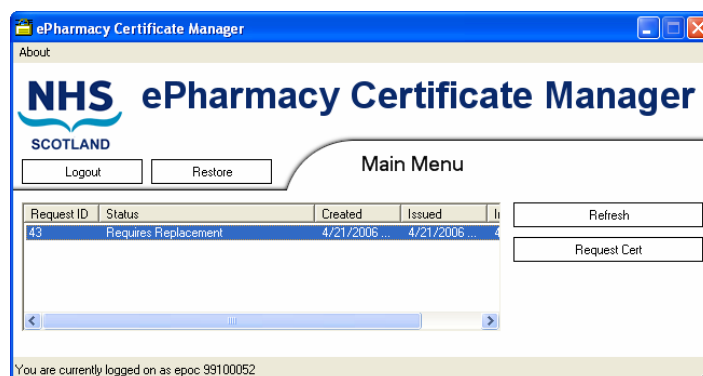 ePharmacy Certificate Manager
About
NHS ePharmacy Certificate Manager
SCOTLAND
Logout Restore Main Menu
Request ID Status Created Issued Refresh
43 Requires Replacement 4/21/2006 ... 4/21/2006 ... 4
Request Cert
You are currently logged on as epoc 99100052